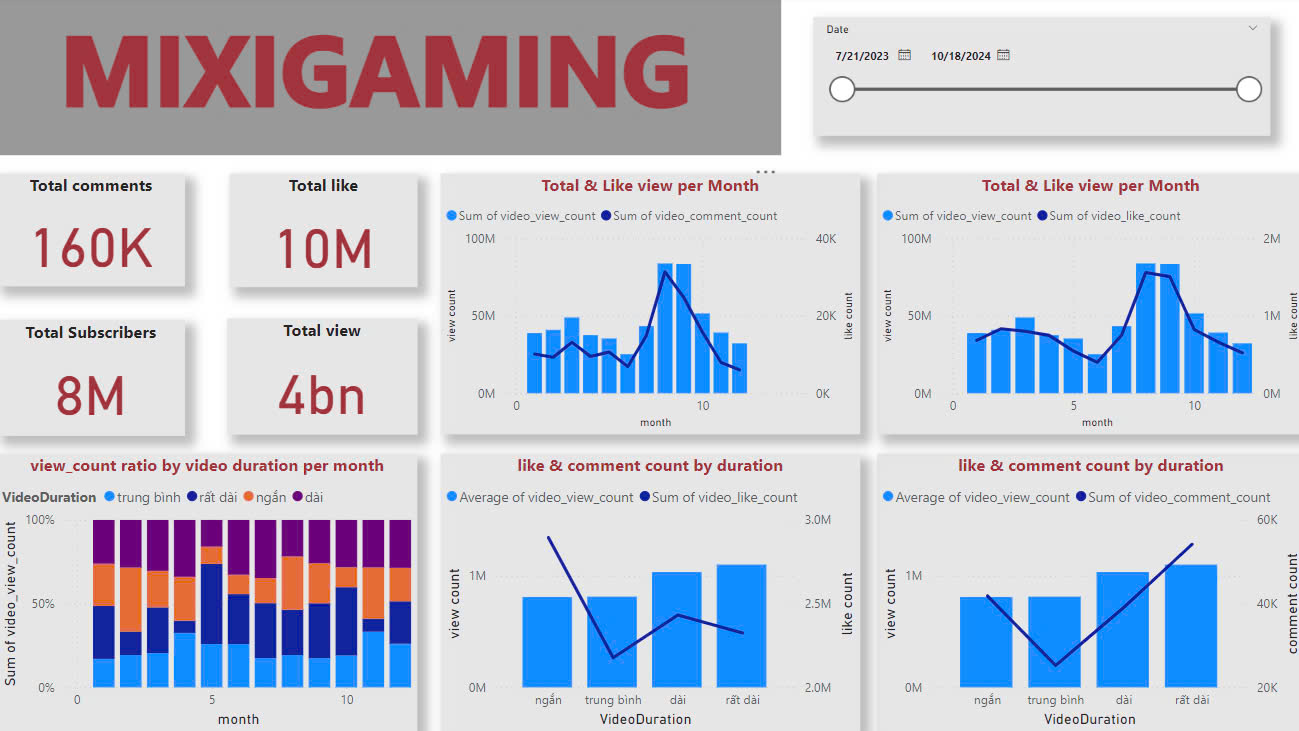 MIXIGAMING
Date
7/21/2023 10/18/2024
Total comments
160K
Total like
10M
Total Subscribers
8M
Total view
4bn
Total & Like view per Month
Sum of video_view_count Sum of video_comment_count
100M
50M
0M
view count
40K
20K
0K
like count
0 10
month
Total & Like view per Month
Sum of video_view_count Sum of video_like_count
100M
50M
0M
view count
2M
1M
0M
like count
0 5 10
month
view_count ratio by video duration per month
VideoDuration trung bình rất dài ngắn dài
100%
50%
0%
Sum of video_view_count
0 5 10
month
like & comment count by duration
Average of video_view_count Sum of video_like_count
1M
0M
view count
3.0M
2.5M
2.0M
like count
ngắn trung bình dài rất dài
VideoDuration
like & comment count by duration
Average of video_view_count Sum of video_comment_count
1M
0M
view count
60K
40K
20K
comment count
ngắn trung bình dài rất dài
VideoDuration